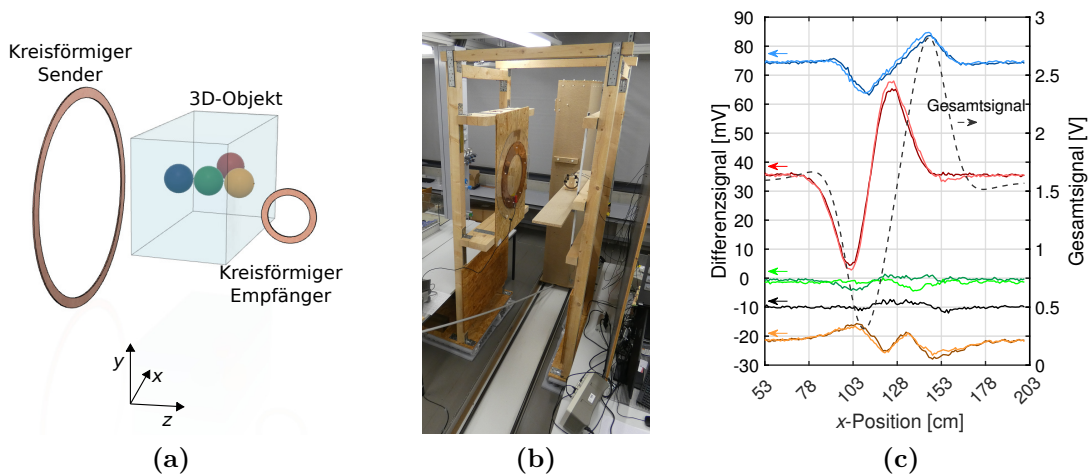 Kreisförmiger
Sender
3D-Objekt
Kreisförmiger
Empfänger
y
x
z
(a)
(b)
Differenzsignal [mV]
90
80
70
60
50
40
30
20
10
0
-10
-20
-30
Gesamtsignal
3
2.5
2
1.5
1
0.5
0
Gesamtsignal [V]
53
78
103
128
153
178
203
x-Position [cm]
(c)